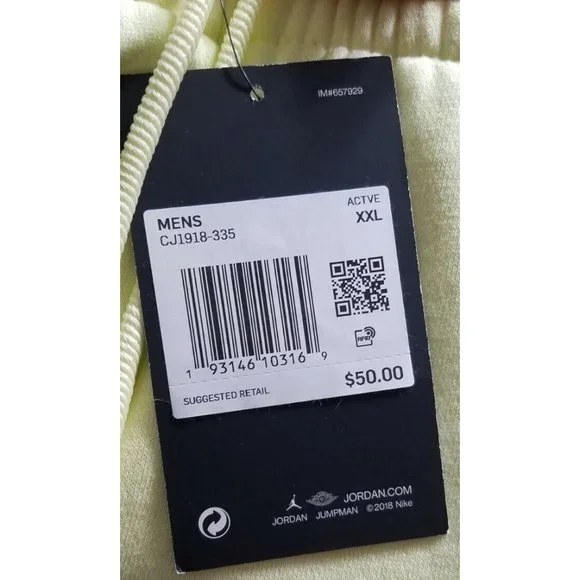 IM#657929
MENS
CJ1918-335
ACTVE
XXL
RFID
1 93146 10316 9
SUGGESTED RETAIL
$50.00
JORDAN.COM
JORDAN JUMPMAN ©2018 Nike